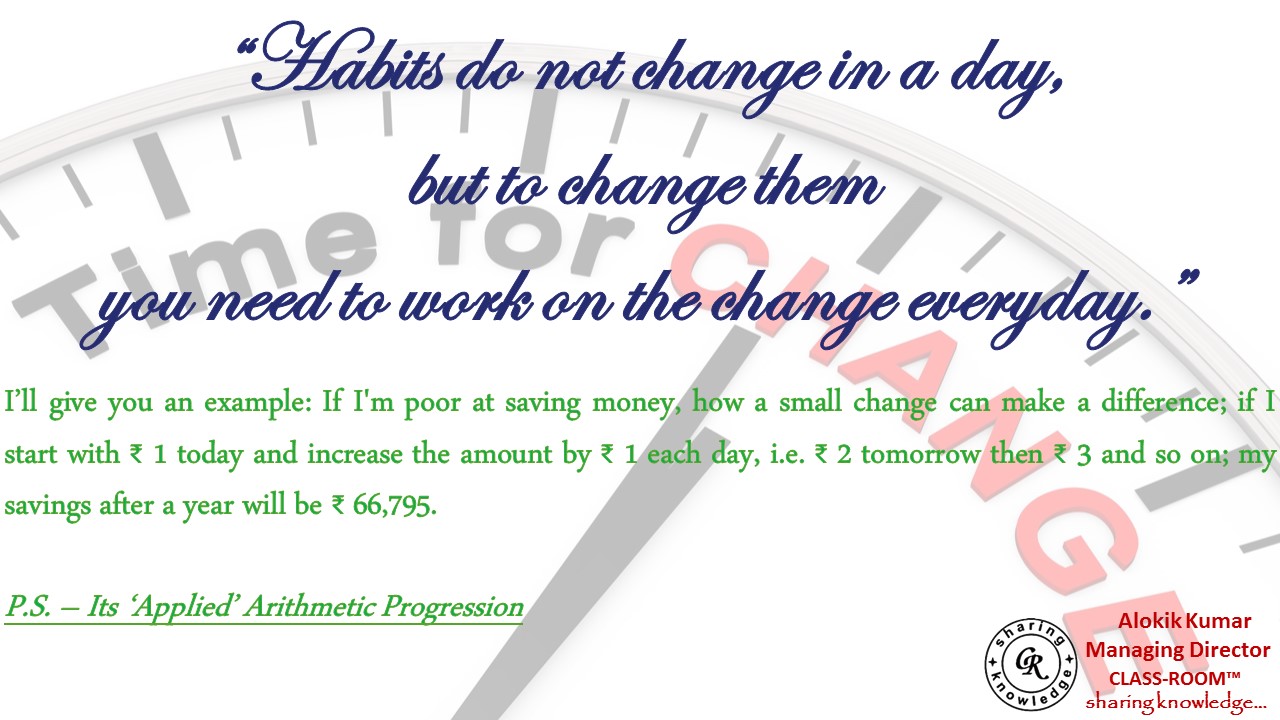 “Habits do not change in a day,
but to change them
you need to work on the change everyday.”
Time for CHANGE
I’ll give you an example: If I'm poor at saving money, how a small change can make a difference; if I
start with ₹ 1 today and increase the amount by ₹ 1 each day, i.e. ₹ 2 tomorrow then ₹ 3 and so on; my
savings after a year will be ₹ 66,795.
P.S. – Its ‘Applied’ Arithmetic Progression
sharing
CR
knowledge
Alokik Kumar
Managing Director
CLASS-ROOM™
sharing knowledge...